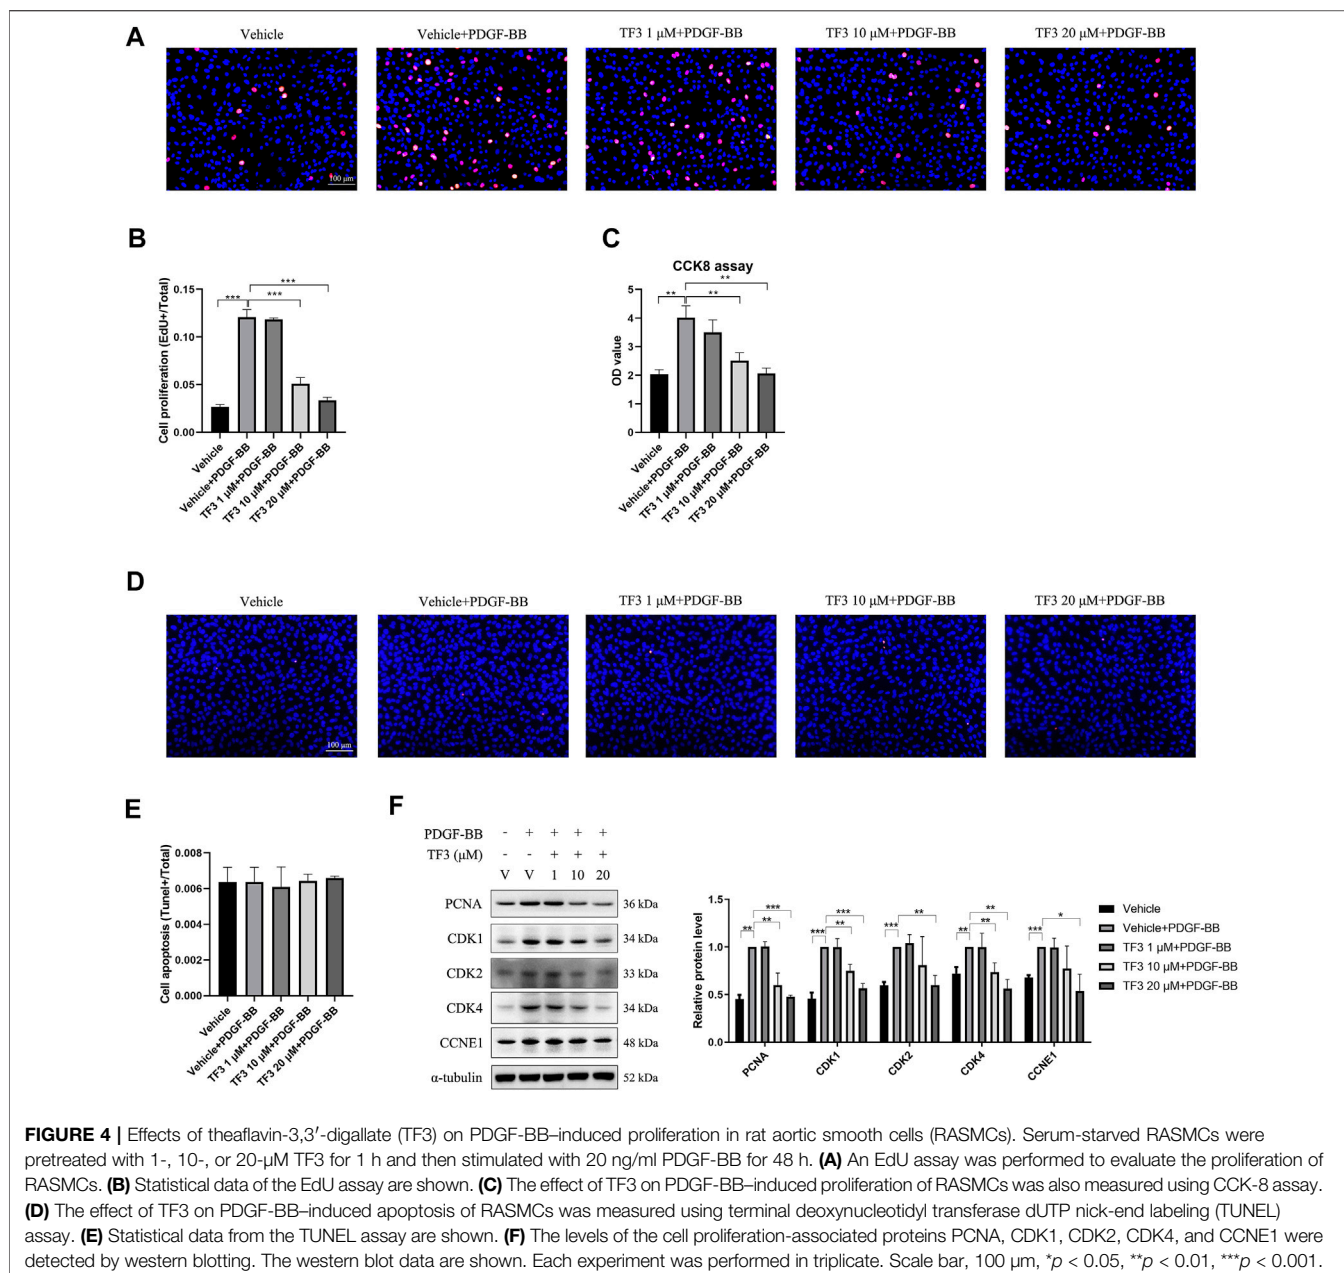 A
Vehicle
Vehicle+PDGF-BB
TF3 1 μM+PDGF-BB
TF3 10 μM+PDGF-BB
TF3 20 μM+PDGF-BB
100 μm
B
Cell proliferation (EdU+/Total)
0.15
0.10
0.05
0.00
***
***
***
Vehicle
Vehicle+PDGF-BB
TF3 1 μM+PDGF-BB
TF3 10 μM+PDGF-BB
TF3 20 μM+PDGF-BB
C
CCK8 assay
OD value
5
4
3
2
1
0
**
**
**
Vehicle
Vehicle+PDGF-BB
TF3 1 μM+PDGF-BB
TF3 10 μM+PDGF-BB
TF3 20 μM+PDGF-BB
D
Vehicle
Vehicle+PDGF-BB
TF3 1 μM+PDGF-BB
TF3 10 μM+PDGF-BB
TF3 20 μM+PDGF-BB
100 μm
E
Cell apoptosis (Tunel+/Total)
0.008
0.006
0.004
0.002
0.000
Vehicle
Vehicle+PDGF-BB
TF3 1 μM+PDGF-BB
TF3 10 μM+PDGF-BB
TF3 20 μM+PDGF-BB
F
PDGF-BB - + + + +
TF3 (μM) - - + + +
V V 1 10 20
PCNA 36 kDa
CDK1 34 kDa
CDK2 33 kDa
CDK4 34 kDa
CCNE1 48 kDa
α-tubulin 52 kDa
Relative protein level
1.5
1.0
0.5
0.0
** ** ***
*** ** ***
*** **
** ** **
*** *
PCNA
CDK1
CDK2
CDK4
CCNE1
Vehicle
Vehicle+PDGF-BB
TF3 1 μM+PDGF-BB
TF3 10 μM+PDGF-BB
TF3 20 μM+PDGF-BB
FIGURE 4 | Effects of theaflavin-3,3′-digallate (TF3) on PDGF-BB–induced proliferation in rat aortic smooth cells (RASMCs). Serum-starved RASMCs were
pretreated with 1-, 10-, or 20-μM TF3 for 1 h and then stimulated with 20 ng/ml PDGF-BB for 48 h. (A) An EdU assay was performed to evaluate the proliferation of
RASMCs. (B) Statistical data of the EdU assay are shown. (C) The effect of TF3 on PDGF-BB–induced proliferation of RASMCs was also measured using CCK-8 assay.
(D) The effect of TF3 on PDGF-BB–induced apoptosis of RASMCs was measured using terminal deoxynucleotidyl transferase dUTP nick-end labeling (TUNEL)
assay. (E) Statistical data from the TUNEL assay are shown. (F) The levels of the cell proliferation-associated proteins PCNA, CDK1, CDK2, CDK4, and CCNE1 were
detected by western blotting. The western blot data are shown. Each experiment was performed in triplicate. Scale bar, 100 μm, *p < 0.05, **p < 0.01, ***p < 0.001.